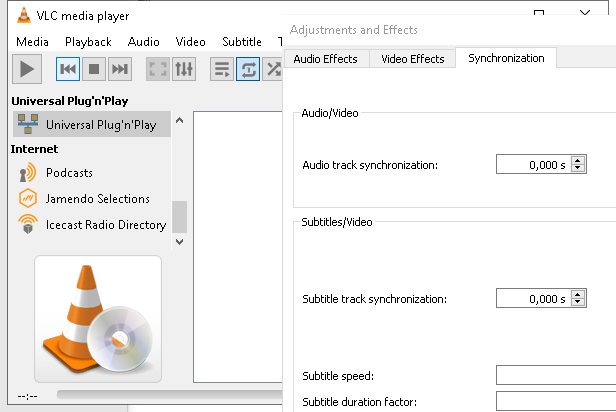 VLC media player
Media Playback Audio Video Subtitle
Universal Plug'n'Play
Universal Plug'n'Play
Internet
Podcasts
Jamendo Selections
Icecast Radio Directory
--:--
Adjustments and Effects
Audio Effects Video Effects Synchronization
Audio/Video
Audio track synchronization: 0,000 s
Subtitles/Video
Subtitle track synchronization: 0,000 s
Subtitle speed:
Subtitle duration factor: